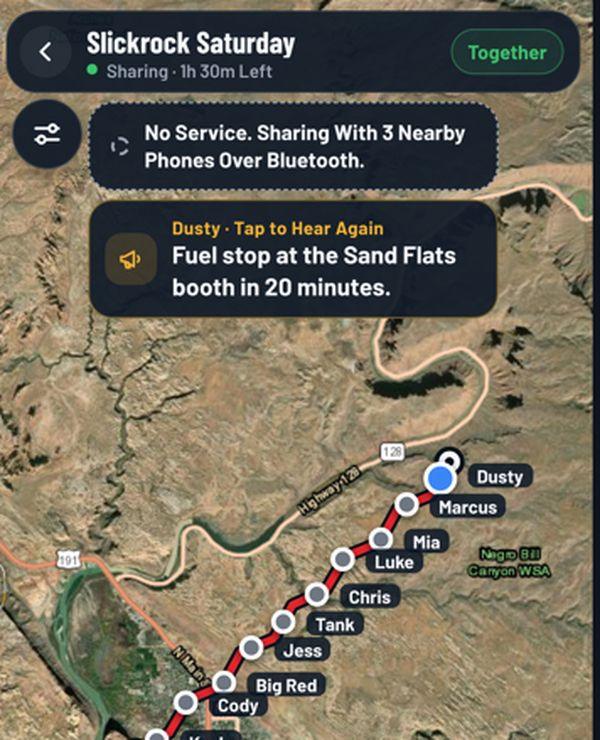 Slickrock Saturday
Sharing · 1h 30m Left
Together
No Service. Sharing With 3 Nearby
Phones Over Bluetooth.
Dusty · Tap to Hear Again
Fuel stop at the Sand Flats
booth in 20 minutes.
128
Dusty
Highway 128
Marcus
Mia
Negro Bill
Canyon WSA
191
Luke
Chris
Tank
N Main
Jess
Big Red
Cody